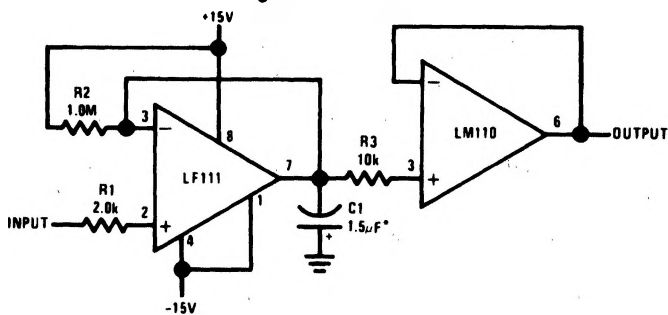 +15V
R2
1.0M
3
−
8
LF111
7
1
R1
2.0k
INPUT
2
+
4
-15V
R3
10k
C1
1.5µF*
+
−
LM110
6
OUTPUT
3
+